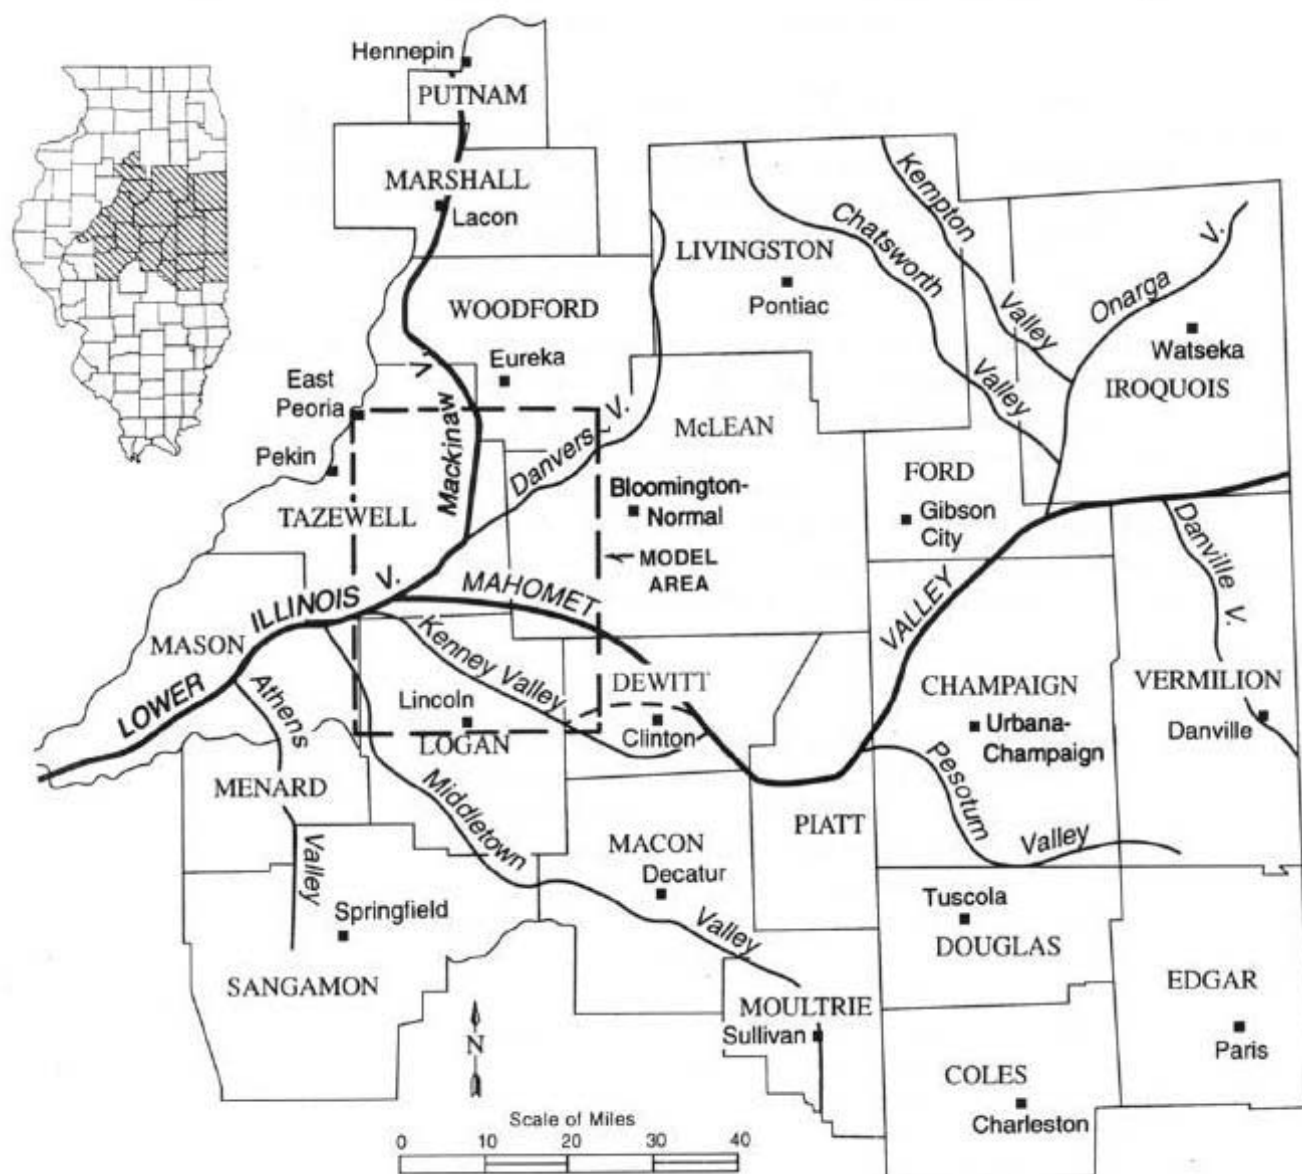 Hennepin
PUTNAM
MARSHALL
Lacon
LIVINGSTON
Pontiac
Kempton
Valley
Chatsworth
Valley
Onarga
V.
Watseka
IROQUOIS
WOODFORD
Eureka
East
Peoria
Pekin
Mackinaw
V.
Danvers V.
McLEAN
Bloomington-
Normal
MODEL
AREA
FORD
Gibson
City
TAZEWELL
MASON
LOWER
ILLINOIS
V.
MAHOMET
VALLEY
Kenney Valley
DEWITT
Clinton
Lincoln
LOGAN
Athens
Valley
MENARD
Middletown
Valley
MACON
Decatur
PIATT
CHAMPAIGN
Urbana-
Champaign
Pesotum
Valley
Danville
V.
VERMILION
Danville
Springfield
SANGAMON
Tuscola
DOUGLAS
EDGAR
Paris
MOULTRIE
Sullivan
COLES
Charleston
N
Scale of Miles
0 10 20 30 40